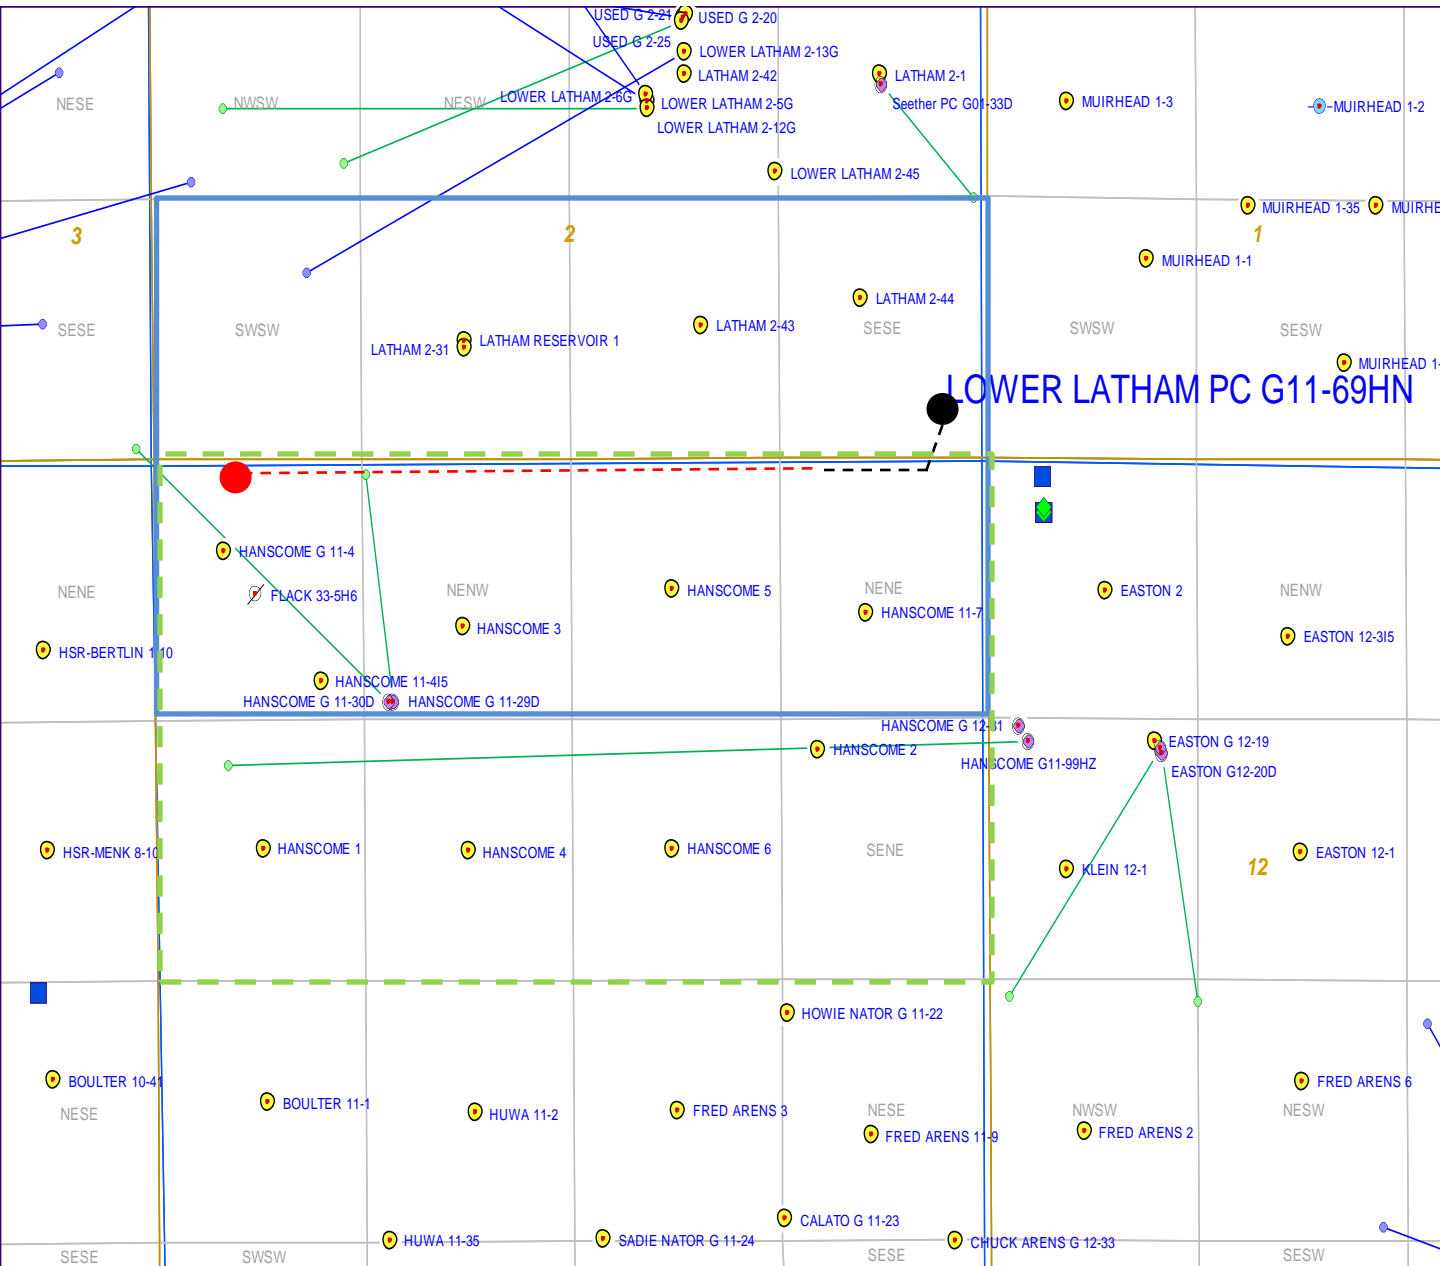 USED G 2-21
USED G 2-20
USED G 2-25
LOWER LATHAM 2-13G
LATHAM 2-42
LATHAM 2-1
NESE
NWSW
NESW
LOWER LATHAM 2-6G
LOWER LATHAM 2-5G
Seether PC G01-33D
MUIRHEAD 1-3
MUIRHEAD 1-2
LOWER LATHAM 2-12G
LOWER LATHAM 2-45
MUIRHEAD 1-35
MUIRHE
3
2
1
MUIRHEAD 1-1
LATHAM 2-44
SESE
SWSW
LATHAM 2-43
SESE
SWSW
SESW
LATHAM RESERVOIR 1
LATHAM 2-31
MUIRHEAD 1-
LOWER LATHAM PC G11-69HN
HANSCOME G 11-4
NENE
FLACK 33-5H6
NENW
HANSCOME 5
NENE
EASTON 2
NENW
HANSCOME 3
HANSCOME 11-7
EASTON 12-3I5
HSR-BERTLIN 1-10
HANSCOME 11-4I5
HANSCOME G 11-30D
HANSCOME G 11-29D
HANSCOME G 12-31
HANSCOME 2
EASTON G 12-19
HANSCOME G11-99HZ
EASTON G12-20D
HSR-MENK 8-10
HANSCOME 1
HANSCOME 4
HANSCOME 6
SENE
KLEIN 12-1
12
EASTON 12-1
HOWIE NATOR G 11-22
BOULTER 10-41
NESE
BOULTER 11-1
HUWA 11-2
FRED ARENS 3
NESE
NWSW
NESW
FRED ARENS 6
FRED ARENS 11-9
FRED ARENS 2
CALATO G 11-23
SESE
SWSW
HUWA 11-35
SADIE NATOR G 11-24
SESE
CHUCK ARENS G 12-33
SESW